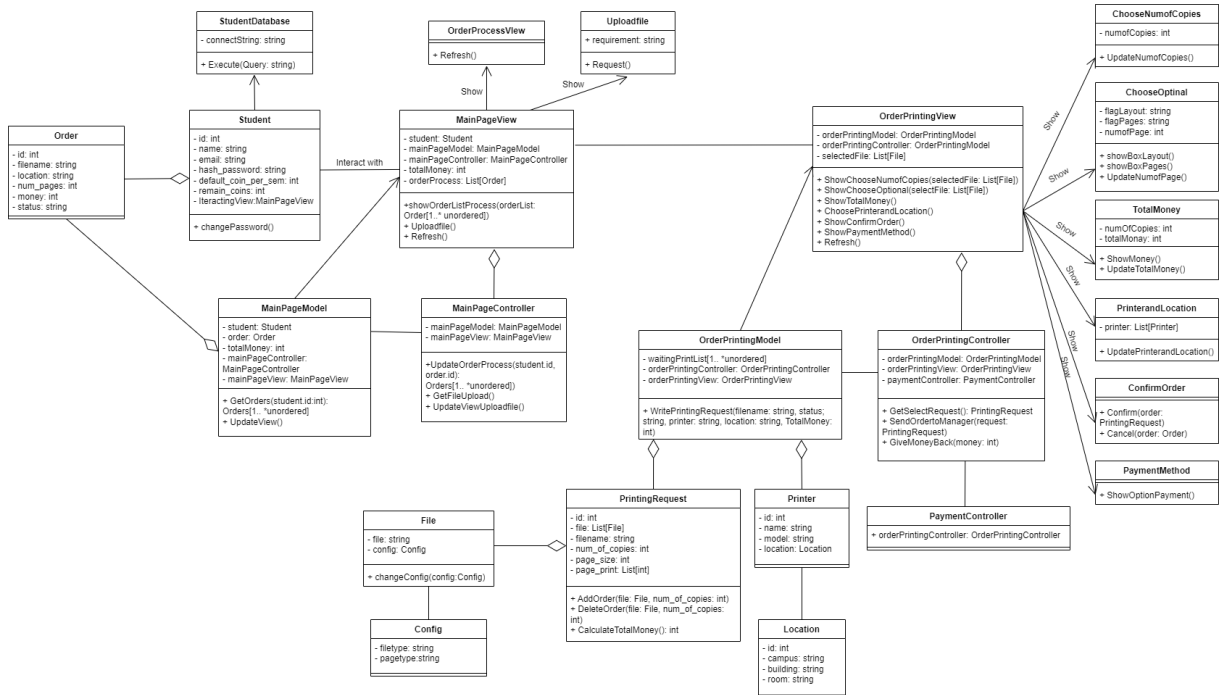 StudentDatabase
- connectString: string
+ Execute(Query: string)
OrderProcessView
+ Refresh()
Uploadfile
+ requirement: string
+ Request()
ChooseNumofCopies
- numofCopies: int
+ UpdateNumofCopies()
Show
Show
Order
- id: int
- filename: string
- location: string
- num_pages: int
- money: int
- status: string
Student
- id: int
- name: string
- email: string
- hash_password: string
- default_coin_per_sem: int
- remain_coins: int
- IteractingView:MainPageView
+ changePassword()
Interact with
MainPageView
- student: Student
- mainPageModel: MainPageModel
- mainPageController: MainPageController
- totalMoney: int
- orderProcess: List[Order]
+showOrderListProcess(orderList:
Order[1..* unordered])
+ Uploadfile()
+ Refresh()
OrderPrintingView
- orderPrintingModel: OrderPrintingModel
- orderPrintingController: OrderPrintingModel
- selectedFile: List[File]
+ ShowChooseNumofCopies(selectedFile: List[File])
+ ShowChooseOptional(selectFile: List[File])
+ ShowTotalMoney()
+ ChoosePrinterandLocation()
+ ShowConfirmOrder()
+ ShowPaymentMethod()
+ Refresh()
Show
Show
Show
Show
Show
Show
ChooseOptinal
- flagLayout: string
- flagPages: string
- numofPage: int
+ showBoxLayout()
+ showBoxPages()
+ UpdateNumofPage()
TotalMoney
- numOfCopies: int
- totalMonay: int
+ ShowMoney()
+ UpdateTotalMoney()
PrinterandLocation
- printer: List[Printer]
+ UpdatePrinterandLocation()
ConfirmOrder
+ Confirm(order:
PrintingRequest)
+ Cancel(order: Order)
PaymentMethod
+ ShowOptionPayment()
MainPageModel
- student: Student
- order: Order
- totalMoney: int
- mainPageController:
MainPageController
- mainPageView: MainPageView
+ GetOrders(student.id:int):
Orders[1.. *unordered]
+ UpdateView()
MainPageController
- mainPageModel: MainPageModel
- mainPageView: MainPageView
+UpdateOrderProcess(student.id,
order.id):
Orders[1.. *unordered])
+ GetFileUpload()
+ UpdateViewUploadfile()
OrderPrintingModel
- waitingPrintList[1.. *unordered]
- orderPrintingController: OrderPrintingController
- orderPrintingView: OrderPrintingView
+ WritePrintingRequest(filename: string, status;
string, printer: string, location: string, TotalMoney:
int)
OrderPrintingController
- orderPrintingModel: OrderPrintingModel
- orderPrintingView: OrderPrintingView
- paymentController: PaymentController
+ GetSelectRequest(): PrintingRequest
+ SendOrdertoManager(request:
PrintingRequest)
+ GiveMoneyBack(money: int)
File
- file: string
- config: Config
+ changeConfig(config:Config)
PrintingRequest
- id: int
- file: List[File]
- filename: string
- num_of_copies: int
- page_size: int
- page_print: List[int]
+ AddOrder(file: File, num_of_copies: int)
+ DeleteOrder(file: File, num_of_copies:
int)
+ CalculateTotalMoney(): int
Printer
- id: int
- name: string
- model: string
- location: Location
PaymentController
+ orderPrintingController: OrderPrintingController
Config
- filetype: string
- pagetype:string
Location
- id: int
- campus: string
- building: string
- room: string